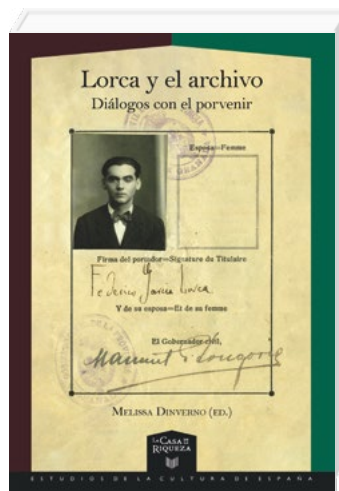 Lorca y el archivo
Diálogos con el porvenir
Esposa=Femme
Firma del portador=Signature du Titulaire
Federico García Lorca
Y de su esposa=Et de sa femme
El Gobernador civil,
MELISSA DINVERNO (ED.)
LA CASA DE LA
RIQUEZA
ESTUDIOS DE LA CULTURA DE ESPAÑA